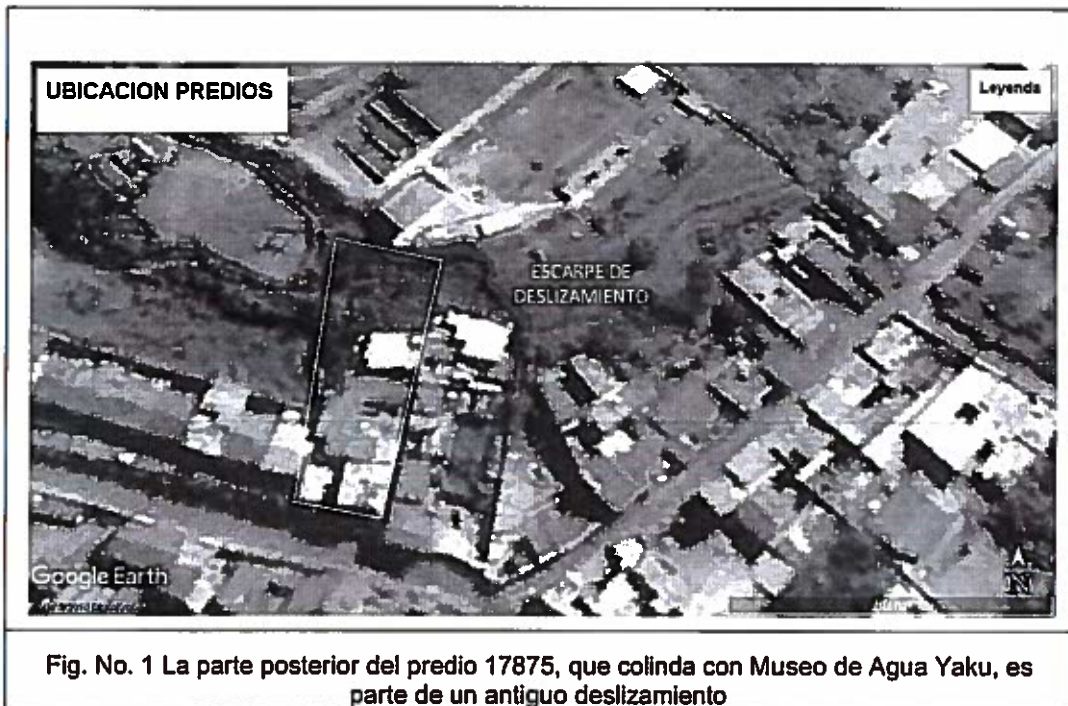 UBICACION PREDIOS
Leyenda
ESCARPE DE
DESLIZAMIENTO
Google Earth
N
Fig. No. 1 La parte posterior del predio 17875, que colinda con Museo de Agua Yaku, es
parte de un antiguo deslizamiento